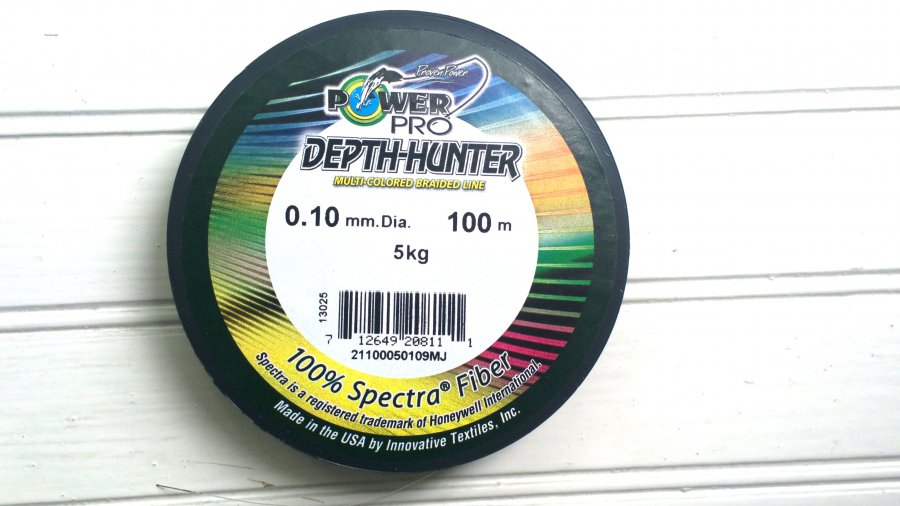 Proven Power
POWER
PRO
DEPTH-HUNTER
MULTI-COLORED BRAIDED LINE
0.10 mm.Dia. 100 m
5kg
13025
7 12649 20811 1
21100050109MJ
100% Spectra® Fiber
Spectra is a registered trademark of Honeywell International.
Made in the USA by Innovative Textiles, Inc.